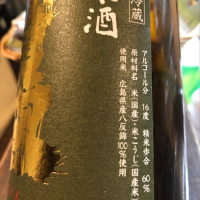 冷蔵
酒
アルコール分 16度 精米歩合 60%
原材料名 米(国産)・米こうじ(国産米)
使用米 広島県産八反錦100%使用